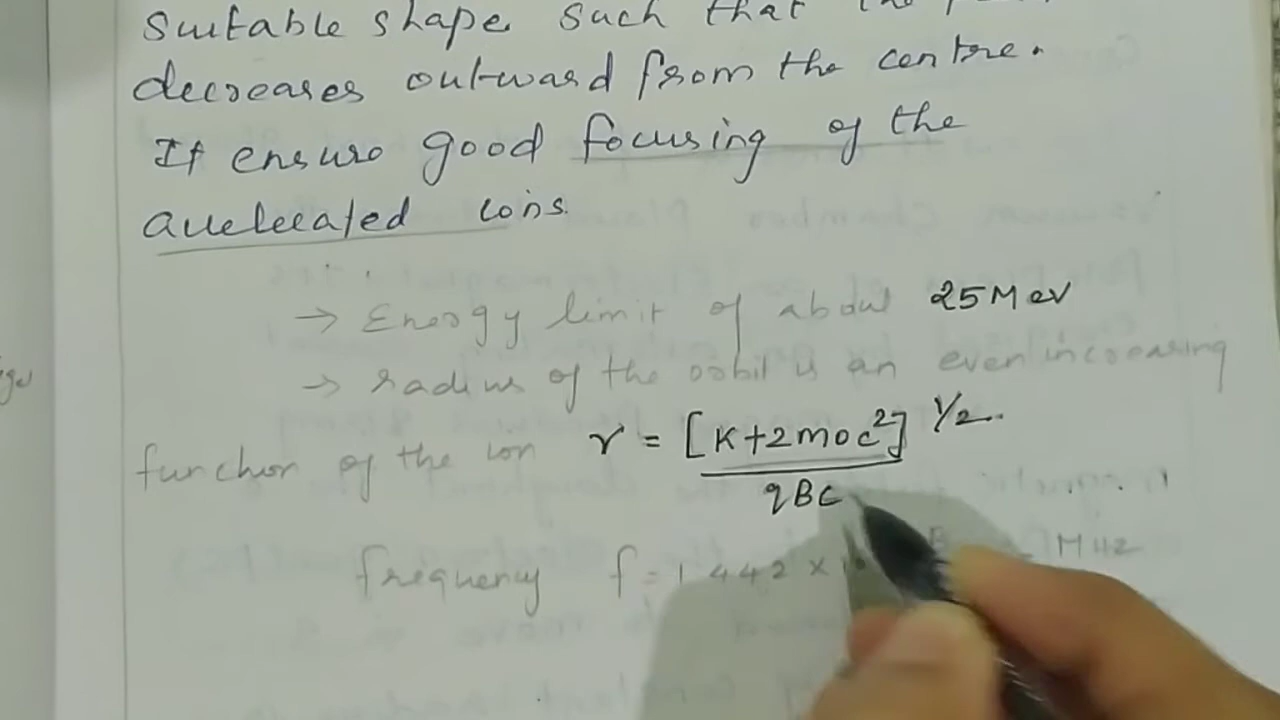 suitable shape such that the
decreases outward from the centre.
It ensure good focusing of the
accelerated ions.
→ Energy limit of about 25 Mev
→ radius of the orbit is an even increasing
function of the ion r = [K+2moc²]^1/2 / qBC
frequency f = 1.442 × MHz